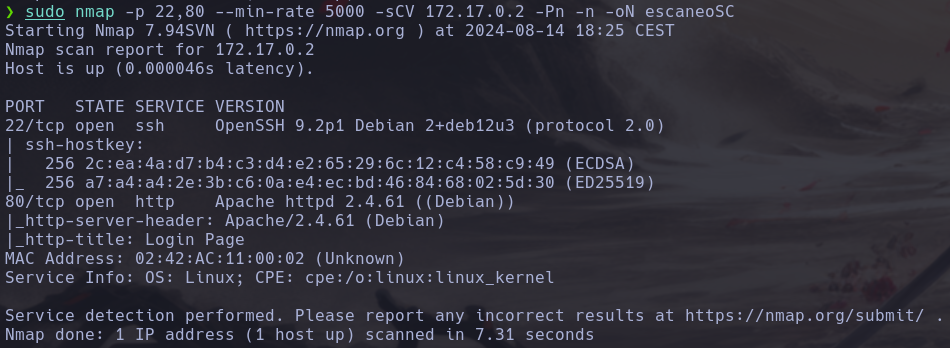 ❯ sudo nmap -p 22,80 --min-rate 5000 -sCV 172.17.0.2 -Pn -n -oN escaneoSC
Starting Nmap 7.94SVN ( https://nmap.org ) at 2024-08-14 18:25 CEST
Nmap scan report for 172.17.0.2
Host is up (0.000046s latency).

PORT   STATE SERVICE VERSION
22/tcp open  ssh     OpenSSH 9.2p1 Debian 2+deb12u3 (protocol 2.0)
| ssh-hostkey:
|   256 2c:ea:4a:d7:b4:c3:d4:e2:65:29:6c:12:c4:58:c9:49 (ECDSA)
|_  256 a7:a4:a4:2e:3b:c6:0a:e4:ec:bd:46:84:68:02:5d:30 (ED25519)
80/tcp open  http    Apache httpd 2.4.61 ((Debian))
|_http-server-header: Apache/2.4.61 (Debian)
|_http-title: Login Page
MAC Address: 02:42:AC:11:00:02 (Unknown)
Service Info: OS: Linux; CPE: cpe:/o:linux:linux_kernel

Service detection performed. Please report any incorrect results at https://nmap.org/submit/ .
Nmap done: 1 IP address (1 host up) scanned in 7.31 seconds